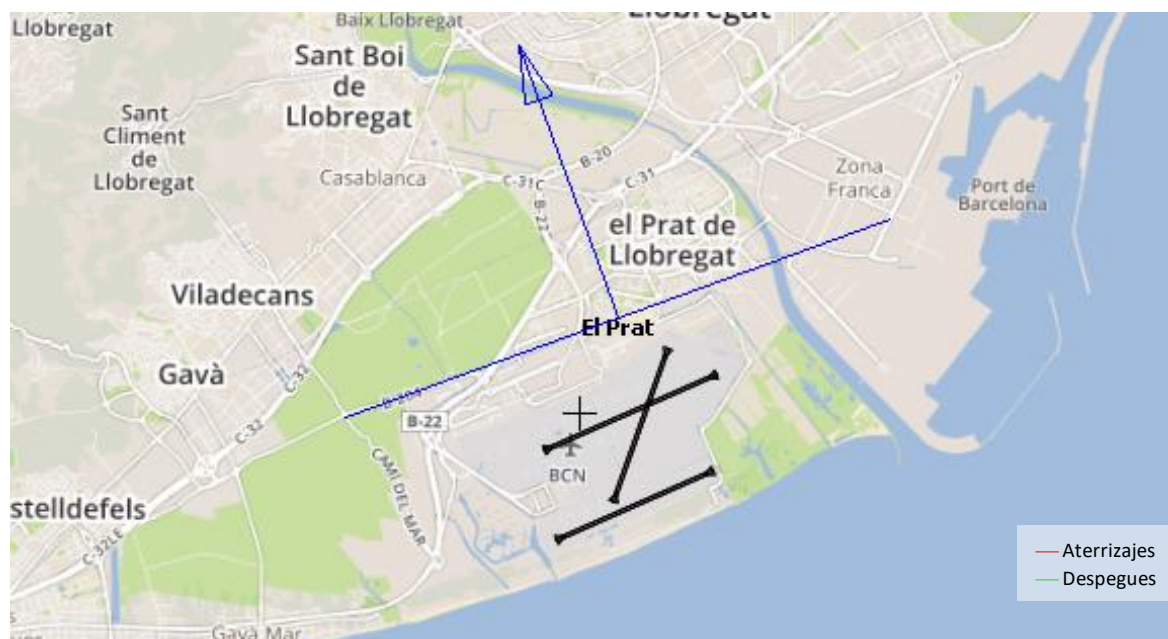 Llobregat
Baix Llobregat
Llobregat
Sant Boi
de
Llobregat
Sant
Climent
de
Llobregat
Casablanca
B-20
C-31C
C-31
B-22
Zona
Franca
Port de
Barcelona
el Prat de
Llobregat
Viladecans
El Prat
Gavà
C-32
B-204
B-22
C-32
BCN
CAMÍ DEL MAR
stelldefels
C-32LE
Gavà Mar
Aterrizajes
Despegues